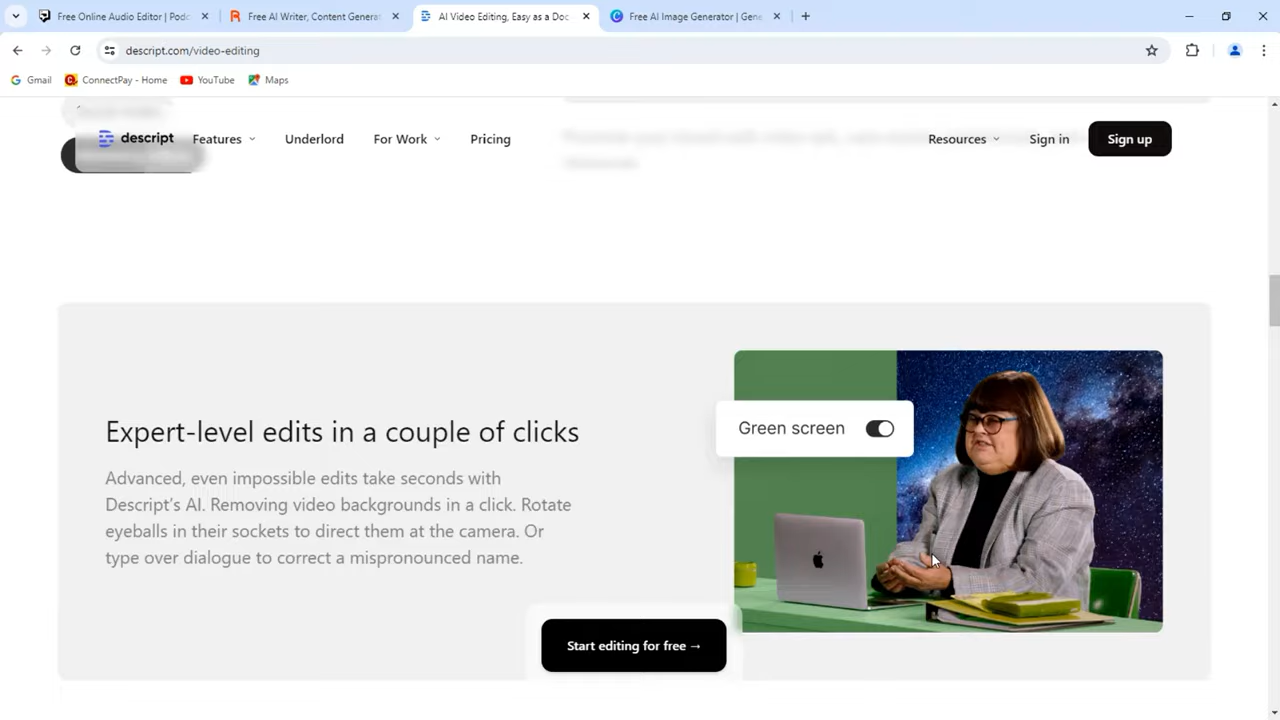 Free Online Audio Editor | Podc
Free AI Writer, Content Generat
AI Video Editing, Easy as a Doc
Free AI Image Generator | Gene
descript.com/video-editing
Gmail
ConnectPay - Home
YouTube
Maps
descript
Features
Underlord
For Work
Pricing
Resources
Sign in
Sign up
Green screen
Expert-level edits in a couple of clicks
Advanced, even impossible edits take seconds with
Descript's AI. Removing video backgrounds in a click. Rotate
eyeballs in their sockets to direct them at the camera. Or
type over dialogue to correct a mispronounced name.
Start editing for free →